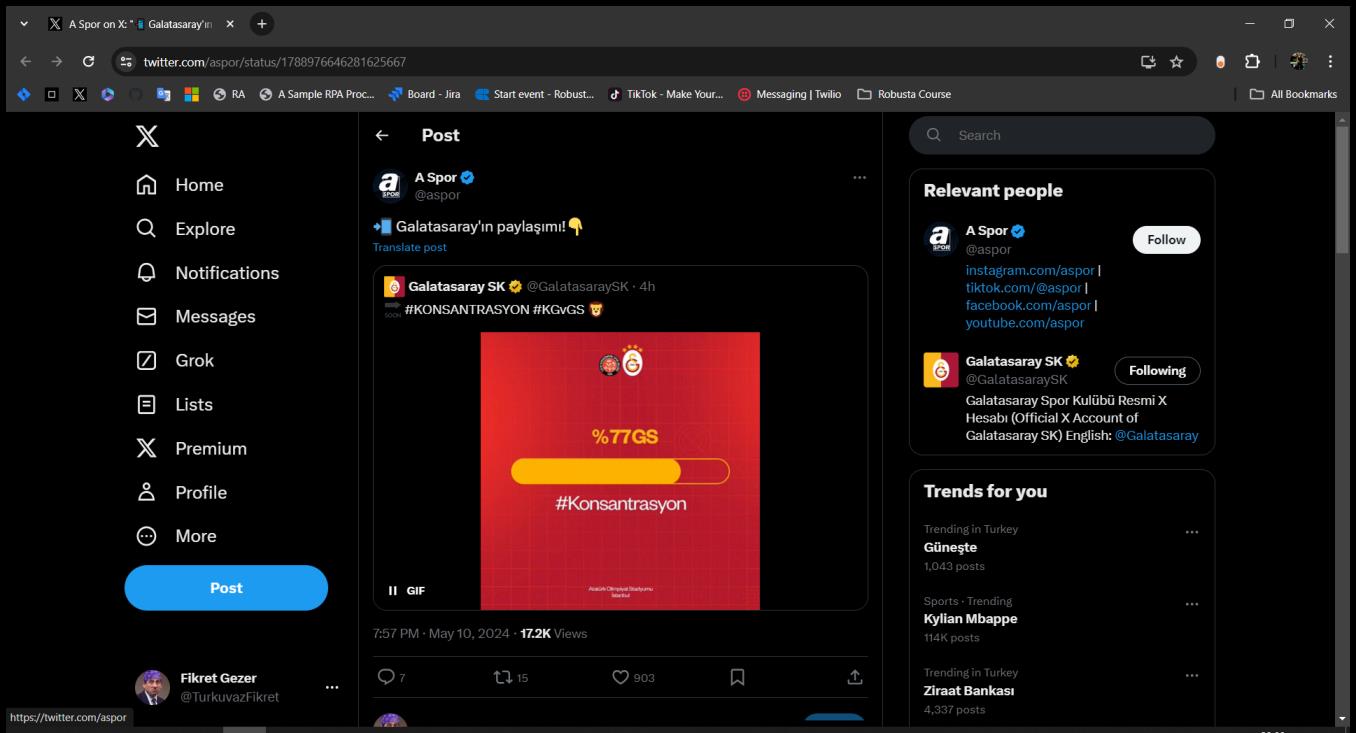 A Spor on X: "📲 Galatasaray'ın
twitter.com/aspor/status/1788976646281625667
RA
A Sample RPA Proc...
Board - Jira
Start event - Robust...
TikTok - Make Your...
Messaging | Twilio
Robusta Course
All Bookmarks
Home
Explore
Notifications
Messages
Grok
Lists
Premium
Profile
More
Post
Fikret Gezer
@TurkuvazFikret
https://twitter.com/aspor
Post
A Spor
@aspor
📲 Galatasaray'ın paylaşımı!👇
Translate post
Galatasaray SK @GalatasaraySK · 4h
🔜 #KONSANTRASYON #KGvGS 🦁
%77GS
#Konsantrasyon
Atatürk Olimpiyat Stadyumu
İstanbul
GIF
7:57 PM · May 10, 2024 · 17.2K Views
7
15
903
Search
Relevant people
A Spor
@aspor
Follow
instagram.com/aspor |
tiktok.com/@aspor |
facebook.com/aspor |
youtube.com/aspor
Galatasaray SK
@GalatasaraySK
Following
Galatasaray Spor Kulübü Resmi X
Hesabı (Official X Account of
Galatasaray SK) English: @Galatasaray
Trends for you
Trending in Turkey
Güneşte
1,043 posts
Sports · Trending
Kylian Mbappe
114K posts
Trending in Turkey
Ziraat Bankası
4,337 posts